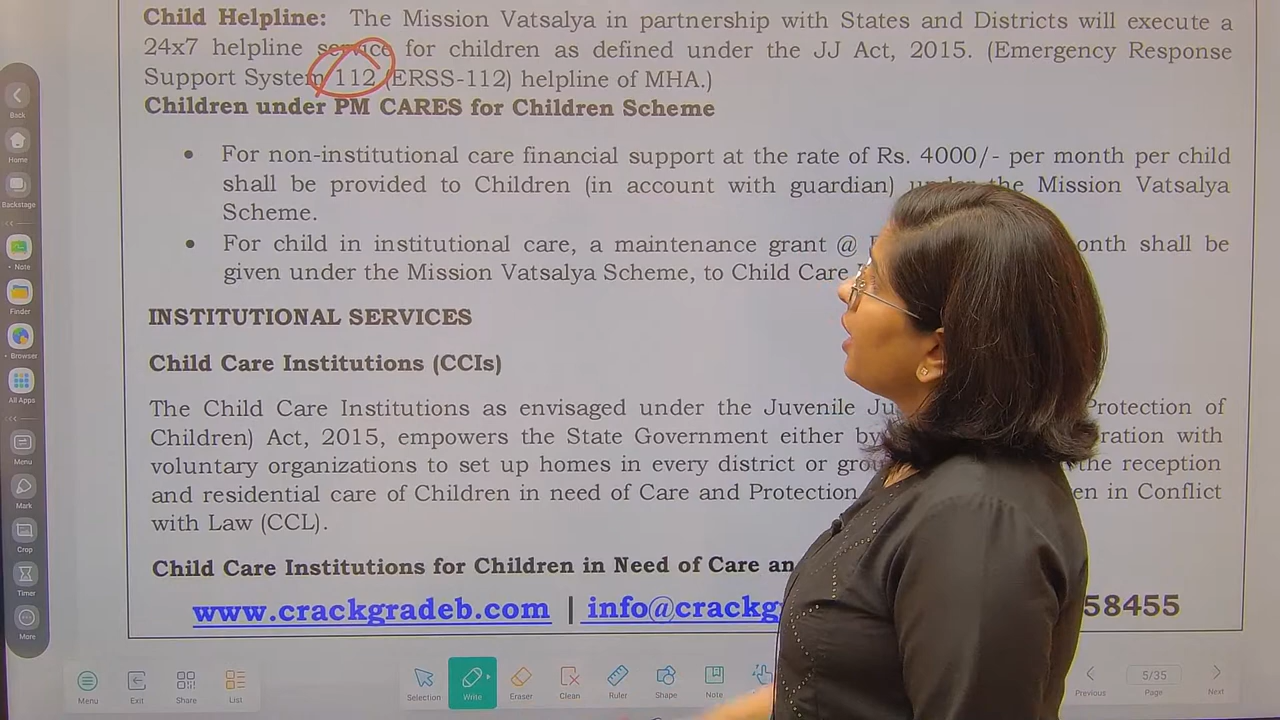 Child Helpline: The Mission Vatsalya in partnership with States and Districts will execute a
24x7 helpline service for children as defined under the JJ Act, 2015. (Emergency Response
Support System 112 (ERSS-112) helpline of MHA.)
Children under PM CARES for Children Scheme
• For non-institutional care financial support at the rate of Rs. 4000/- per month per child
shall be provided to Children (in account with guardian) under the Mission Vatsalya
Scheme.
• For child in institutional care, a maintenance grant @ onth shall be
given under the Mission Vatsalya Scheme, to Child Care
INSTITUTIONAL SERVICES
Child Care Institutions (CCIs)
The Child Care Institutions as envisaged under the Juvenile Ju Protection of
Children) Act, 2015, empowers the State Government either by ration with
voluntary organizations to set up homes in every district or gro the reception
and residential care of Children in need of Care and Protection en in Conflict
with Law (CCL).
Child Care Institutions for Children in Need of Care an
www.crackgradeb.com | info@crackg 58455
Back
Home
Backstage
Note
Finder
Browser
All Apps
Menu
Mark
Crop
Timer
More
Menu
Exit
Share
List
Selection
Write
Eraser
Clean
Ruler
Shape
Note
Previous
5/35
Page
Next